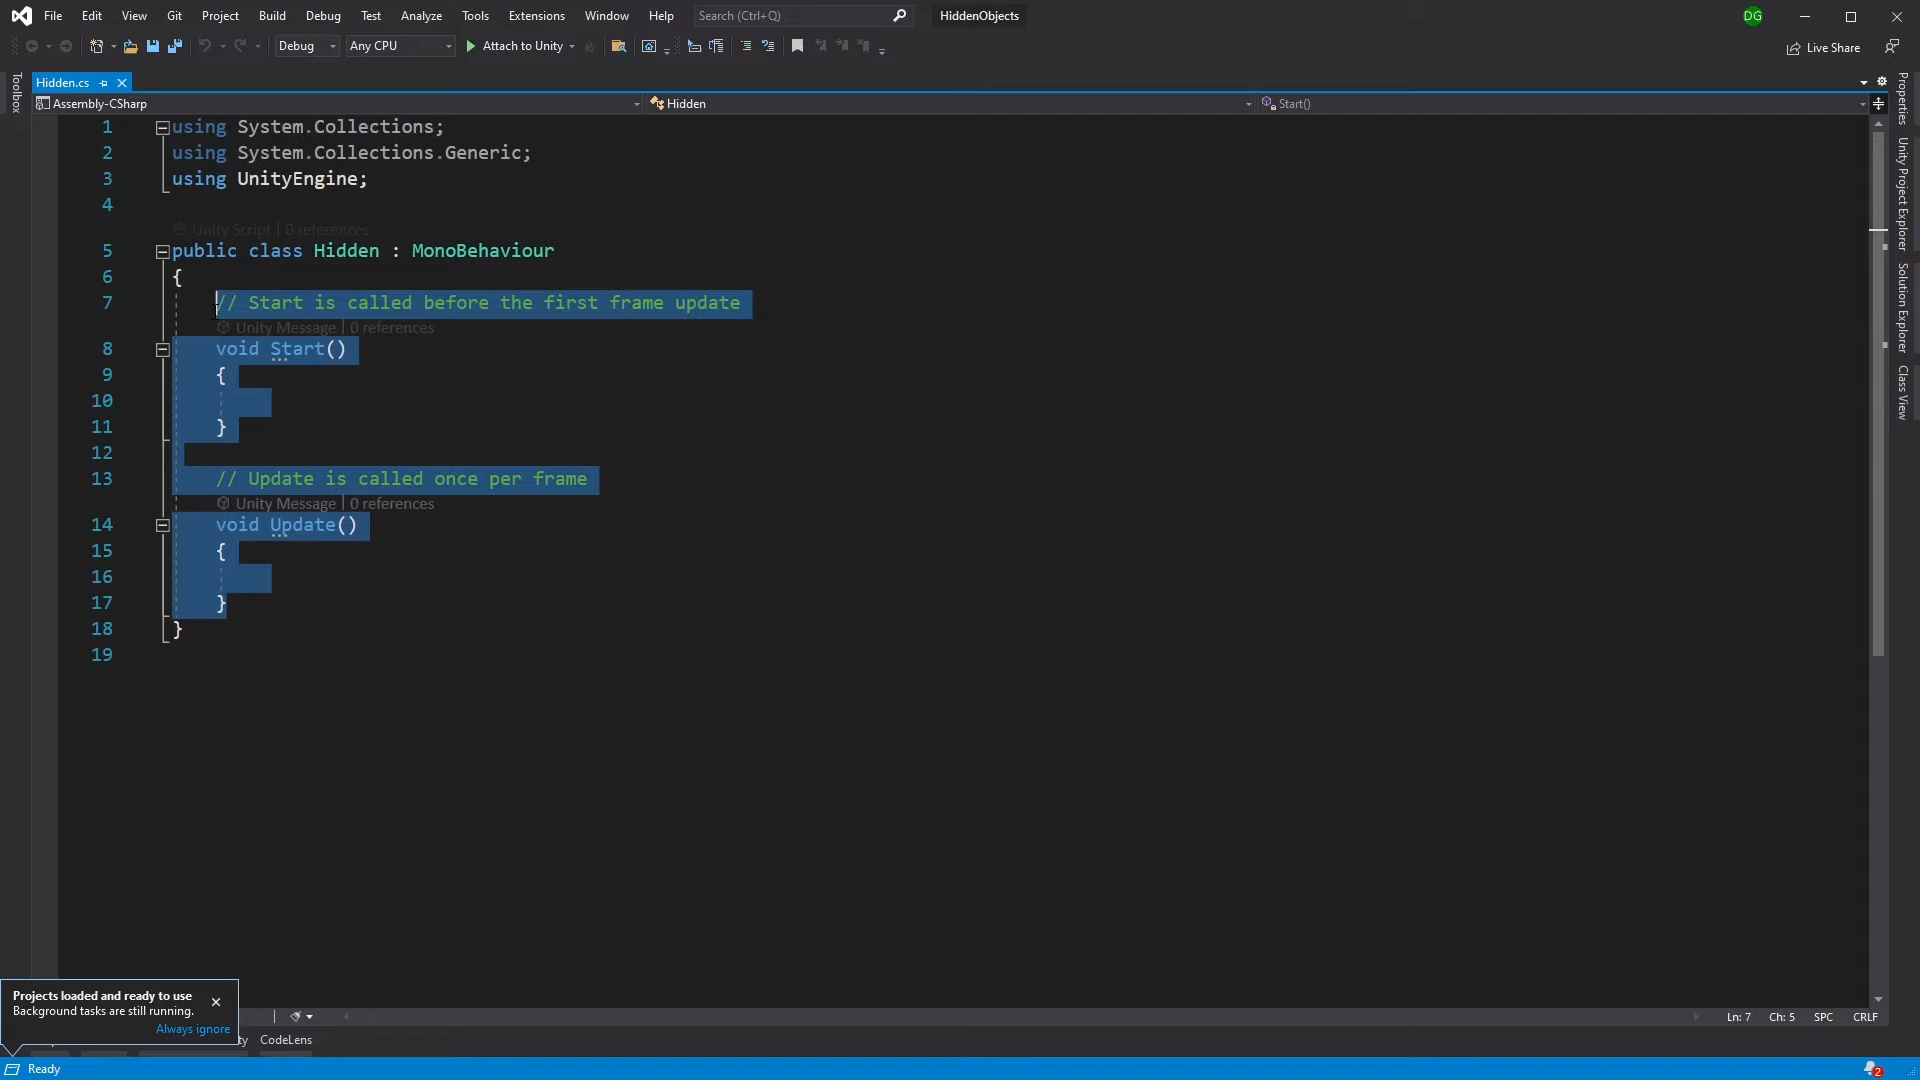 File Edit View Git Project Build Debug Test Analyze Tools Extensions Window Help Search (Ctrl+Q) HiddenObjects DG
Debug Any CPU Attach to Unity Live Share
Toolbox
Hidden.cs
Assembly-CSharp Hidden Start()
1 using System.Collections;
2 using System.Collections.Generic;
3 using UnityEngine;
4
Unity Script | 0 references
5 public class Hidden : MonoBehaviour
6 {
7 // Start is called before the first frame update
Unity Message | 0 references
8 void Start()
9 {
10
11 }
12
13 // Update is called once per frame
Unity Message | 0 references
14 void Update()
15 {
16
17 }
18 }
19
Properties
Unity Project Explorer
Solution Explorer
Class View
Projects loaded and ready to use
Background tasks are still running.
Always ignore
Ln: 7 Ch: 5 SPC CRLF
CodeLens
Ready 2